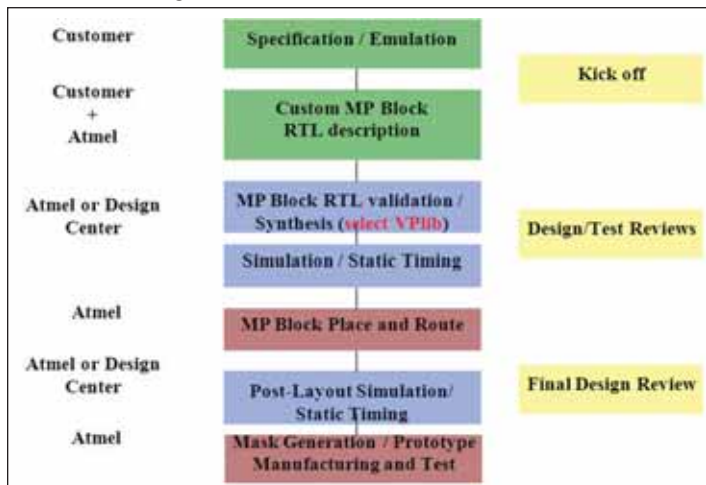 Customer
Specification / Emulation
Kick off
Customer
+
Atmel
Custom MP Block
RTL description
Atmel or Design
Center
MP Block RTL validation /
Synthesis (select VPlib)
Design/Test Reviews
Simulation / Static Timing
Atmel
MP Block Place and Route
Atmel or Design
Center
Post-Layout Simulation/
Static Timing
Final Design Review
Atmel
Mask Generation / Prototype
Manufacturing and Test